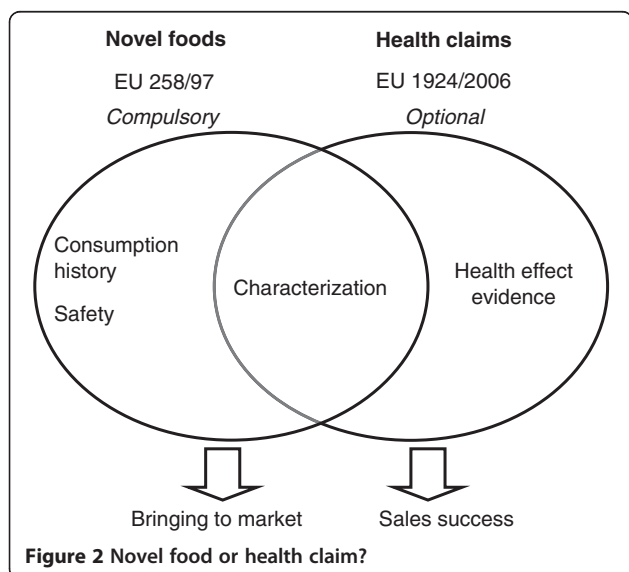 Novel foods Health claims
EU 258/97 EU 1924/2006
Compulsory Optional
Consumption
history
Safety
Characterization
Health effect
evidence
Bringing to market Sales success
Figure 2 Novel food or health claim?